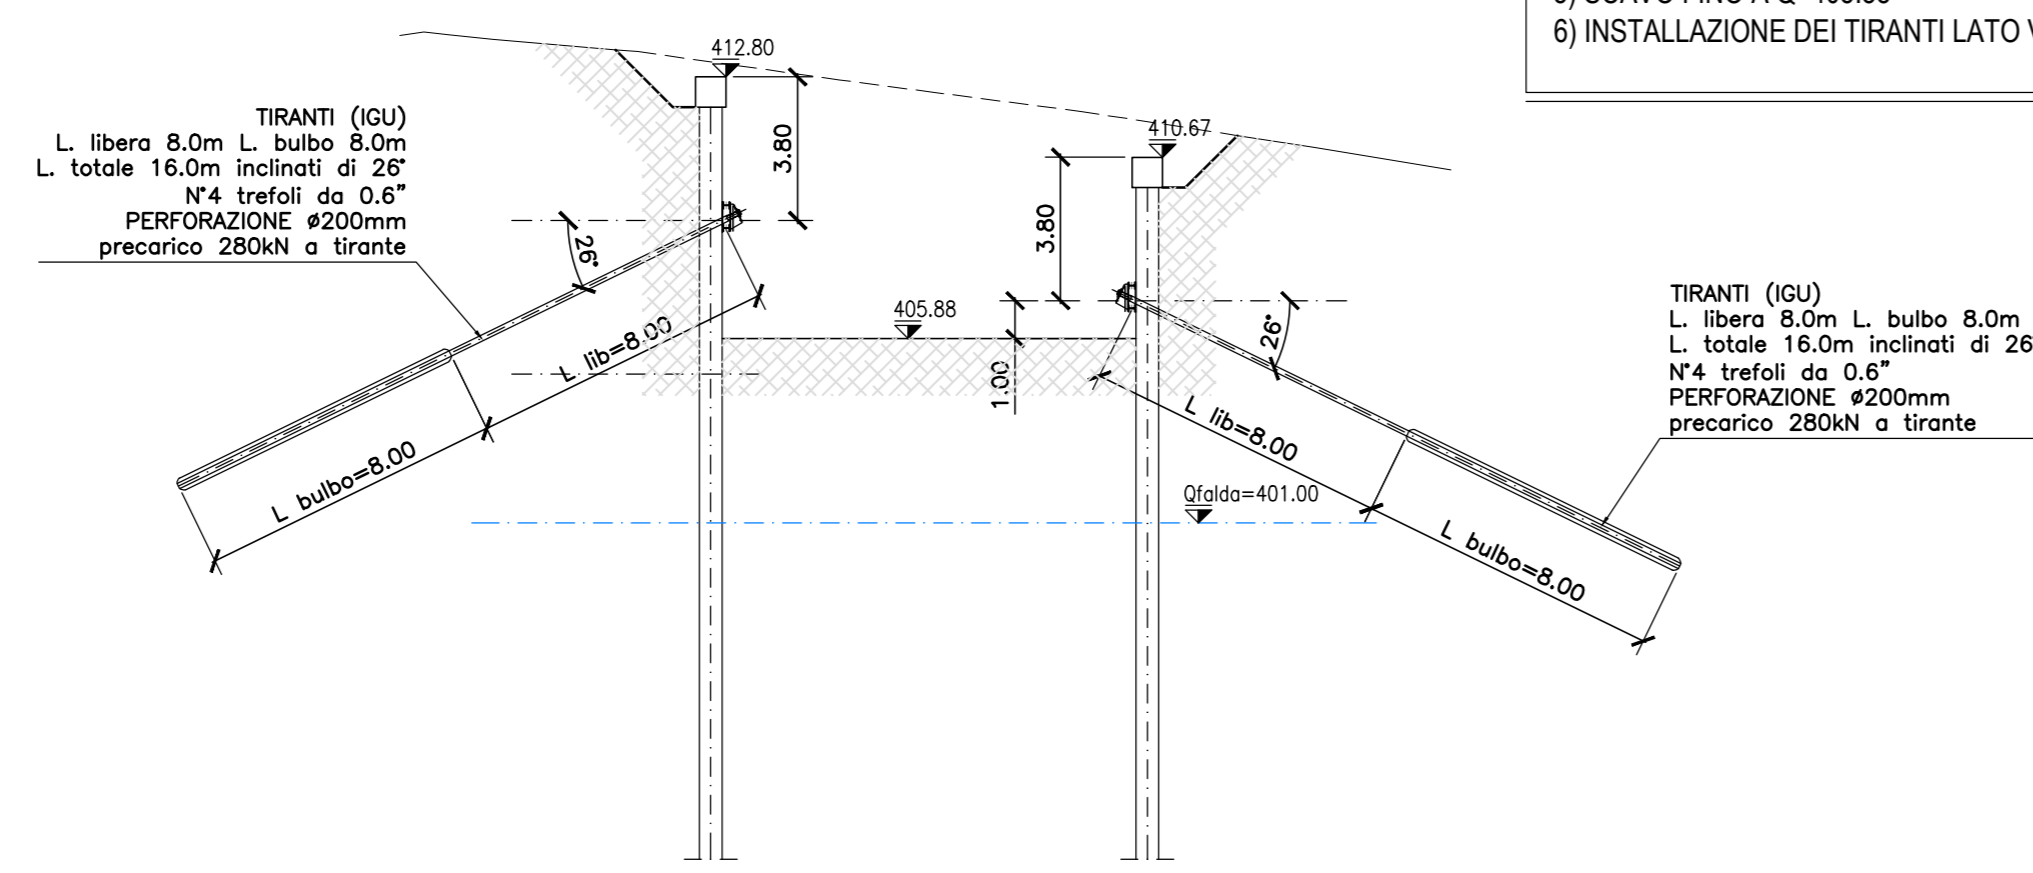 6) INSTALLAZIONE DEI TIRANTI LATO
412.80
TIRANTI (IGU)
L. libera 8.0m L. bulbo 8.0m
L. totale 16.0m inclinati di 26°
N°4 trefoli da 0.6"
PERFORAZIONE ø200mm
precarico 280kN a tirante
3.80
410.67
3.80
26°
405.88
L lib=8.00
1.00
26°
TIRANTI (IGU)
L. libera 8.0m L. bulbo 8.0m
L. totale 16.0m inclinati di 26°
N°4 trefoli da 0.6"
PERFORAZIONE ø200mm
precarico 280kN a tirante
L bulbo=8.00
L lib=8.00
Qfalda=401.00
L bulbo=8.00